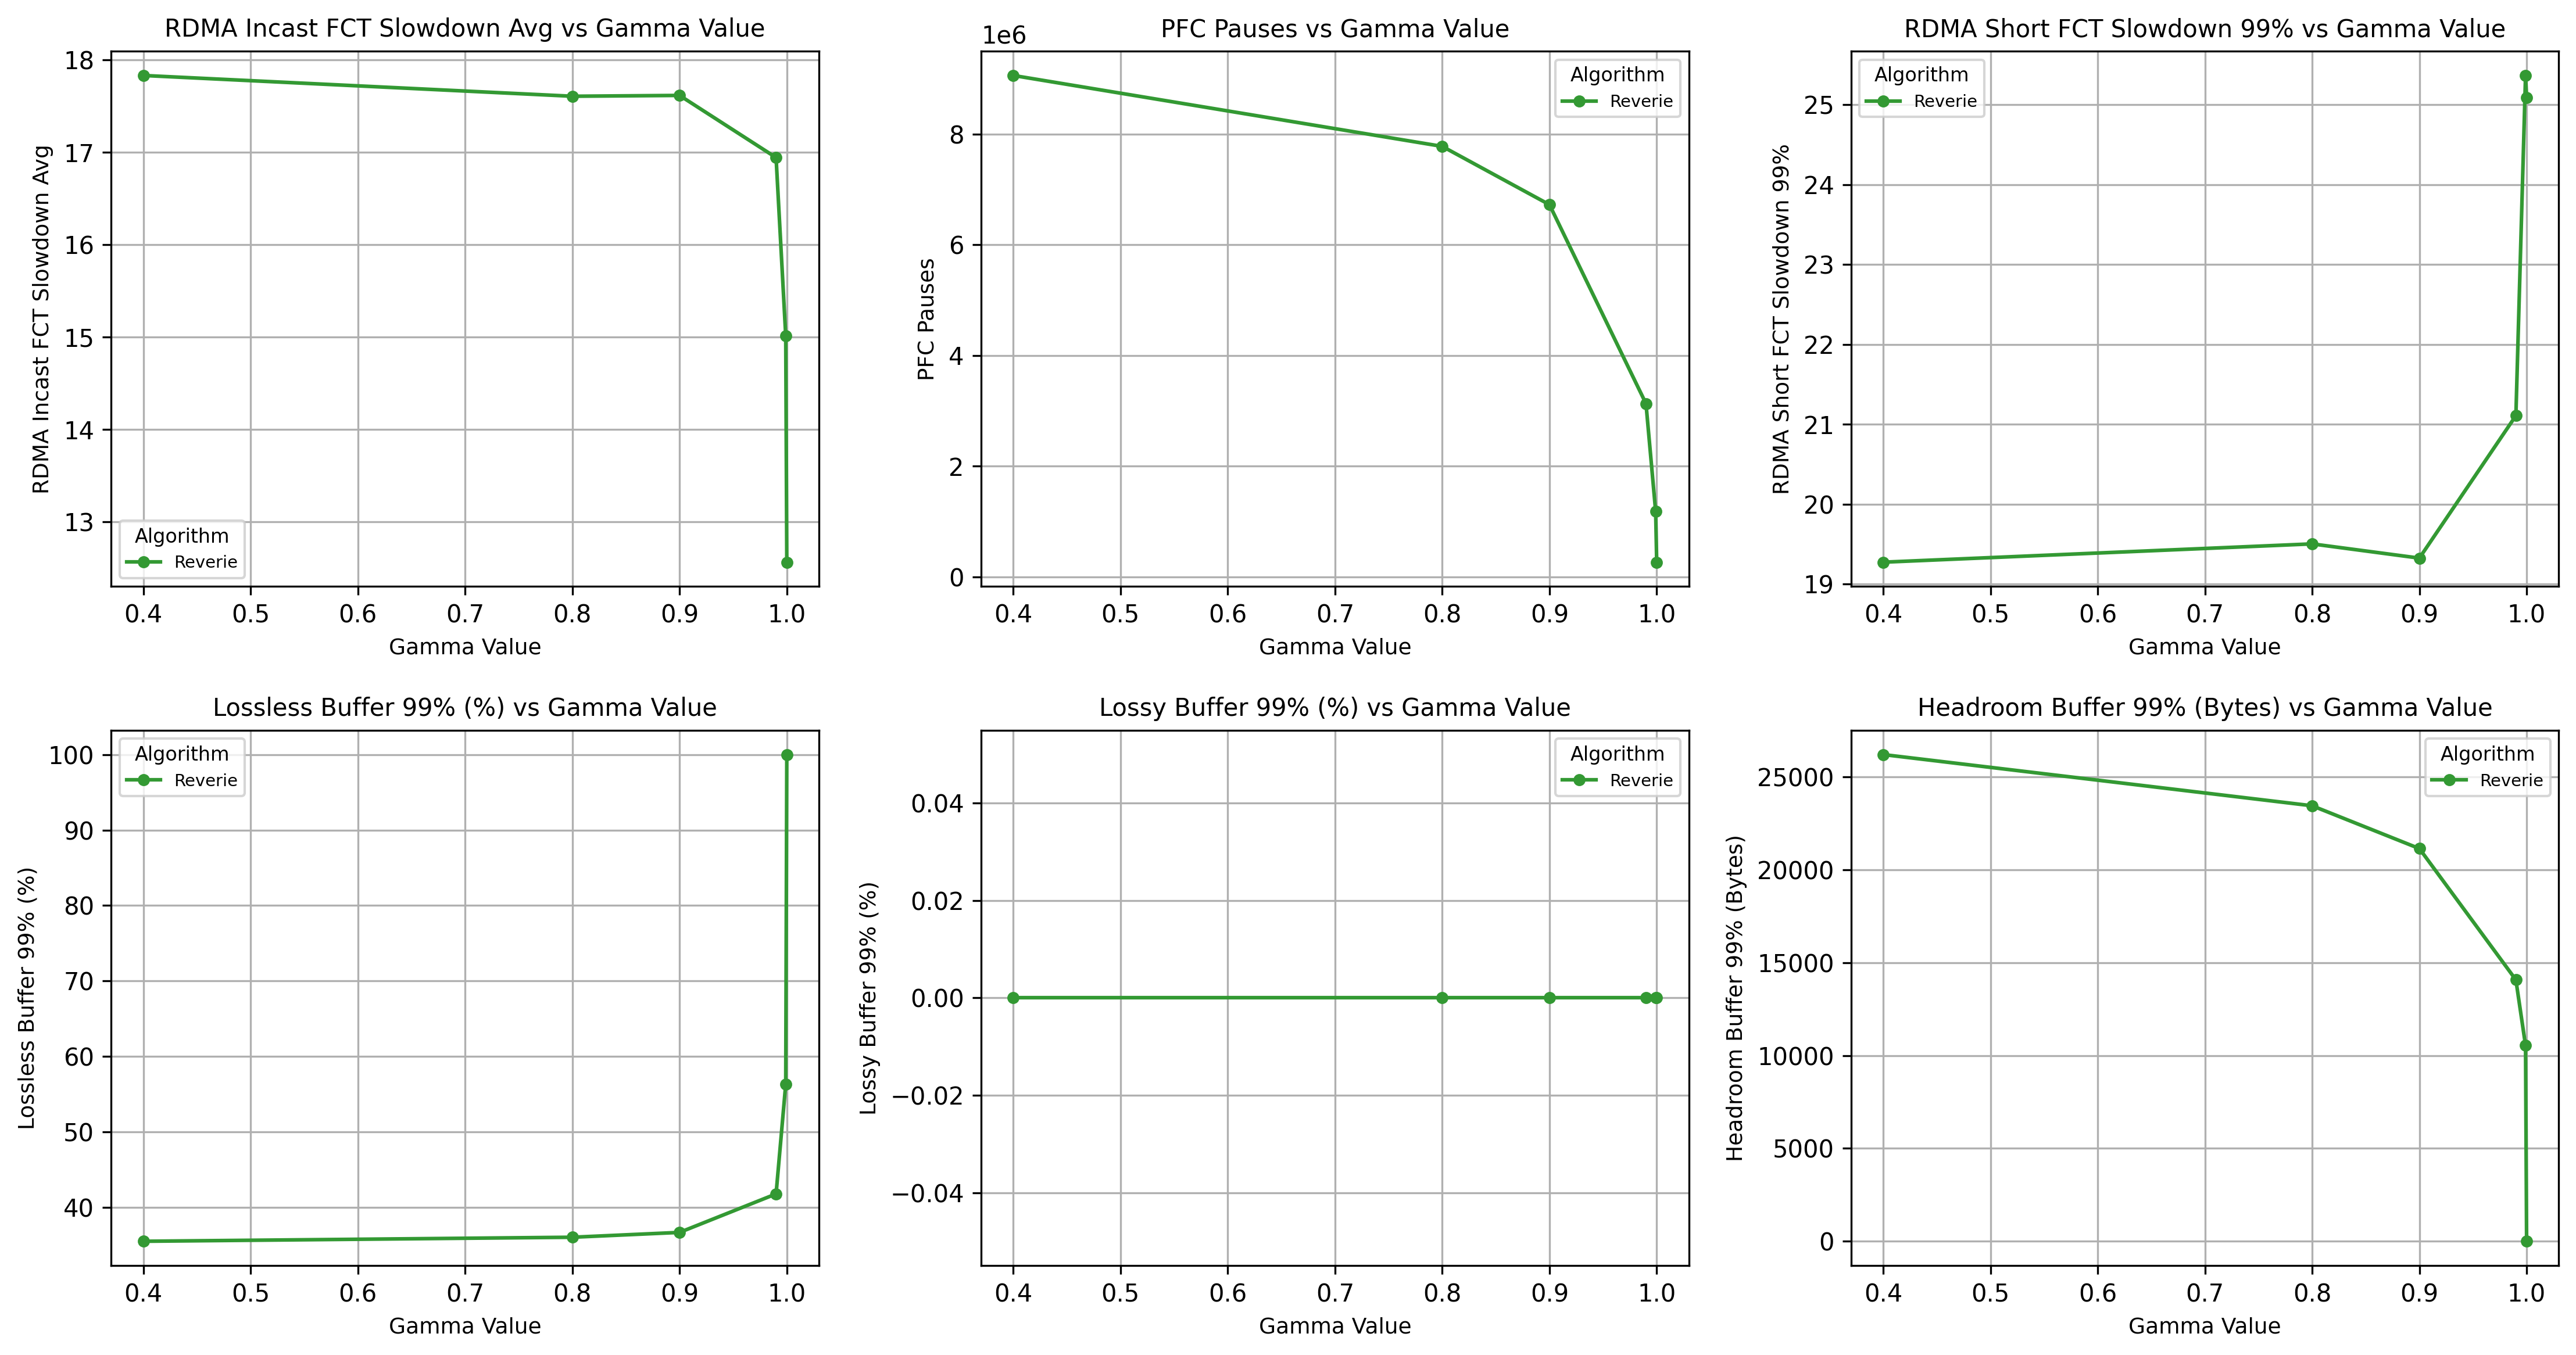 RDMA Incast FCT Slowdown Avg vs Gamma Value
RDMA Incast FCT Slowdown Avg
18
17
16
15
14
13
Algorithm
Reverie
0.4 0.5 0.6 0.7 0.8 0.9 1.0
Gamma Value
PFC Pauses vs Gamma Value
1e6
PFC Pauses
8
6
4
2
0
Algorithm
Reverie
0.4 0.5 0.6 0.7 0.8 0.9 1.0
Gamma Value
RDMA Short FCT Slowdown 99% vs Gamma Value
RDMA Short FCT Slowdown 99%
25
24
23
22
21
20
19
Algorithm
Reverie
0.4 0.5 0.6 0.7 0.8 0.9 1.0
Gamma Value
Lossless Buffer 99% (%) vs Gamma Value
Lossless Buffer 99% (%)
100
90
80
70
60
50
40
Algorithm
Reverie
0.4 0.5 0.6 0.7 0.8 0.9 1.0
Gamma Value
Lossy Buffer 99% (%) vs Gamma Value
Lossy Buffer 99% (%)
0.04
0.02
0.00
−0.02
−0.04
Algorithm
Reverie
0.4 0.5 0.6 0.7 0.8 0.9 1.0
Gamma Value
Headroom Buffer 99% (Bytes) vs Gamma Value
Headroom Buffer 99% (Bytes)
25000
20000
15000
10000
5000
0
Algorithm
Reverie
0.4 0.5 0.6 0.7 0.8 0.9 1.0
Gamma Value